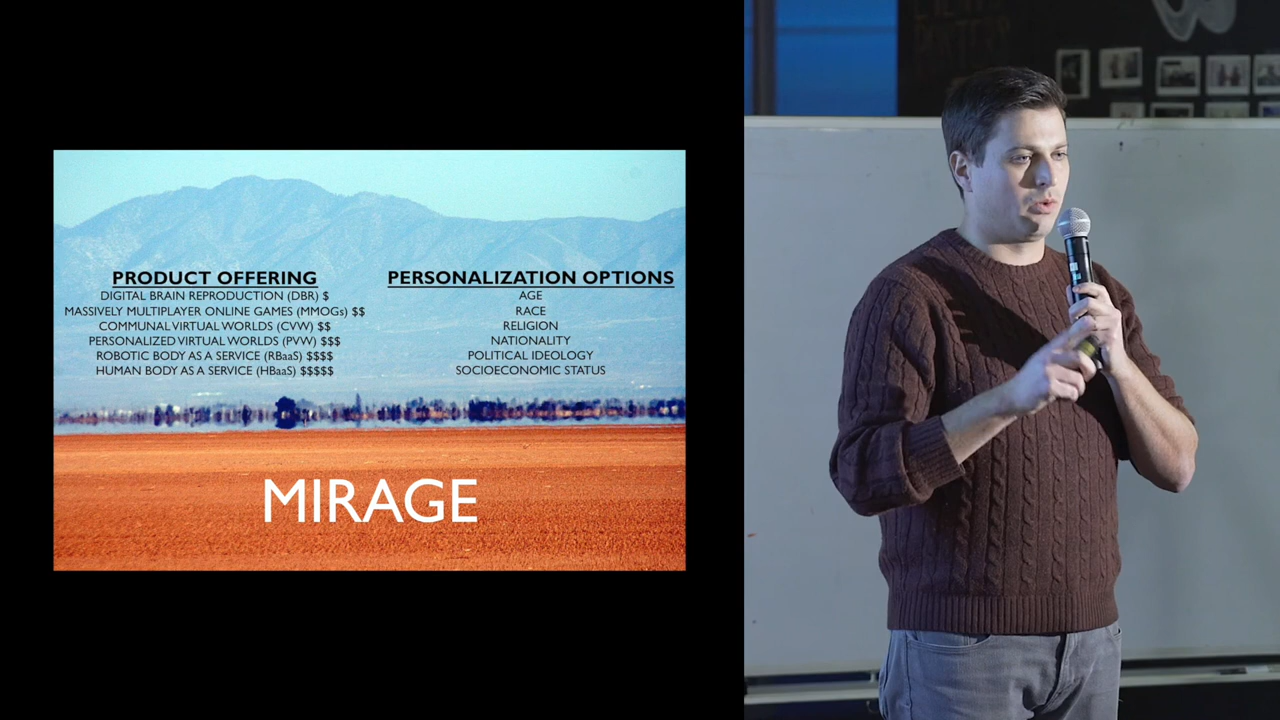 PRODUCT OFFERING
DIGITAL BRAIN REPRODUCTION (DBR) $
MASSIVELY MULTIPLAYER ONLINE GAMES (MMOGs) $$
COMMUNAL VIRTUAL WORLDS (CVW) $$
PERSONALIZED VIRTUAL WORLDS (PVW) $$$
ROBOTIC BODY AS A SERVICE (RBaaS) $$$$
HUMAN BODY AS A SERVICE (HBaaS) $$$$$
PERSONALIZATION OPTIONS
AGE
RACE
RELIGION
NATIONALITY
POLITICAL IDEOLOGY
SOCIOECONOMIC STATUS
MIRAGE